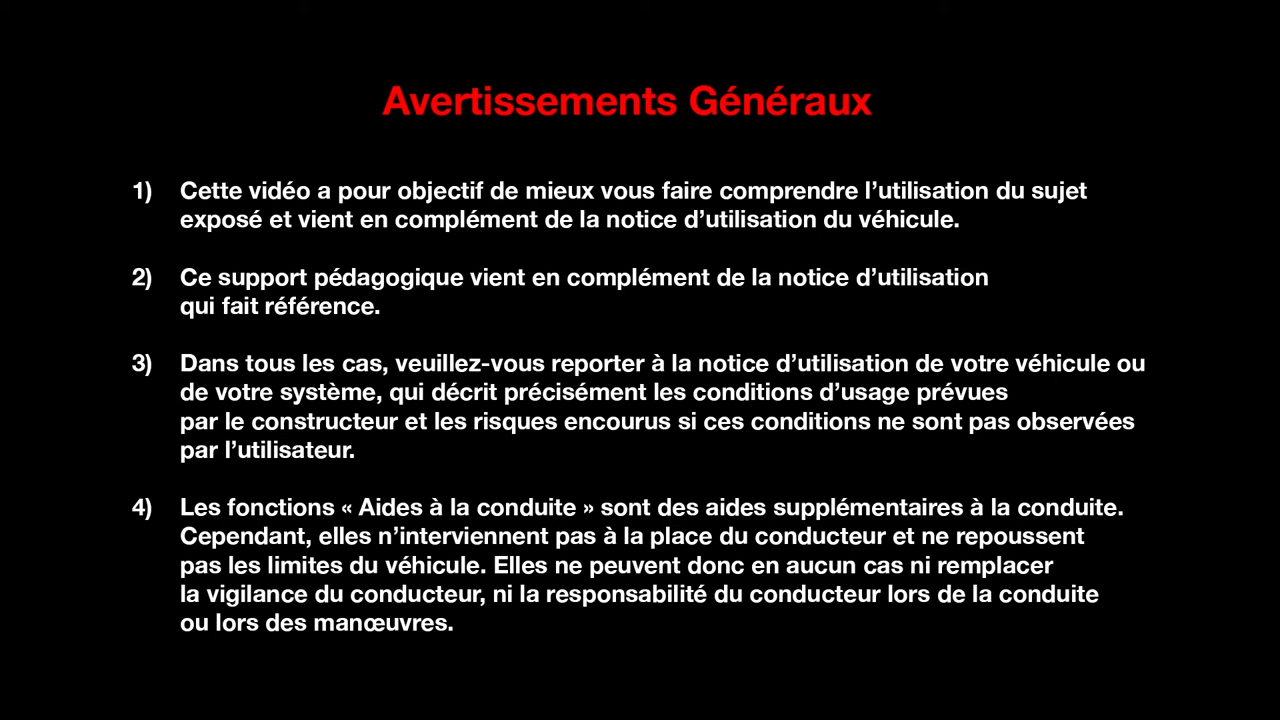 Avertissements Généraux
1) Cette vidéo a pour objectif de mieux vous faire comprendre l’utilisation du sujet
exposé et vient en complément de la notice d’utilisation du véhicule.
2) Ce support pédagogique vient en complément de la notice d’utilisation
qui fait référence.
3) Dans tous les cas, veuillez-vous reporter à la notice d’utilisation de votre véhicule ou
de votre système, qui décrit précisément les conditions d’usage prévues
par le constructeur et les risques encourus si ces conditions ne sont pas observées
par l’utilisateur.
4) Les fonctions « Aides à la conduite » sont des aides supplémentaires à la conduite.
Cependant, elles n’interviennent pas à la place du conducteur et ne repoussent
pas les limites du véhicule. Elles ne peuvent donc en aucun cas ni remplacer
la vigilance du conducteur, ni la responsabilité du conducteur lors de la conduite
ou lors des manœuvres.